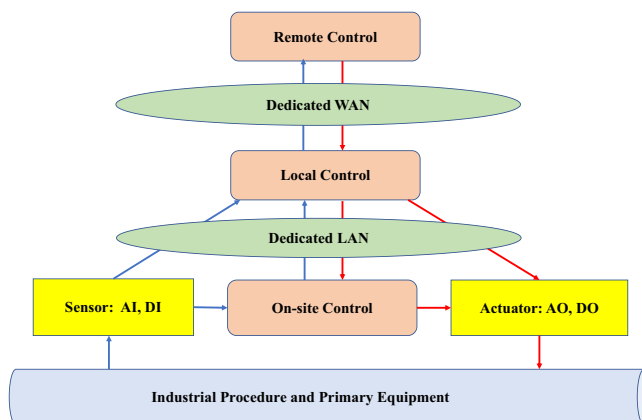 Remote Control
Dedicated WAN
Local Control
Dedicated LAN
Sensor: AI, DI
On-site Control
Actuator: AO, DO
Industrial Procedure and Primary Equipment